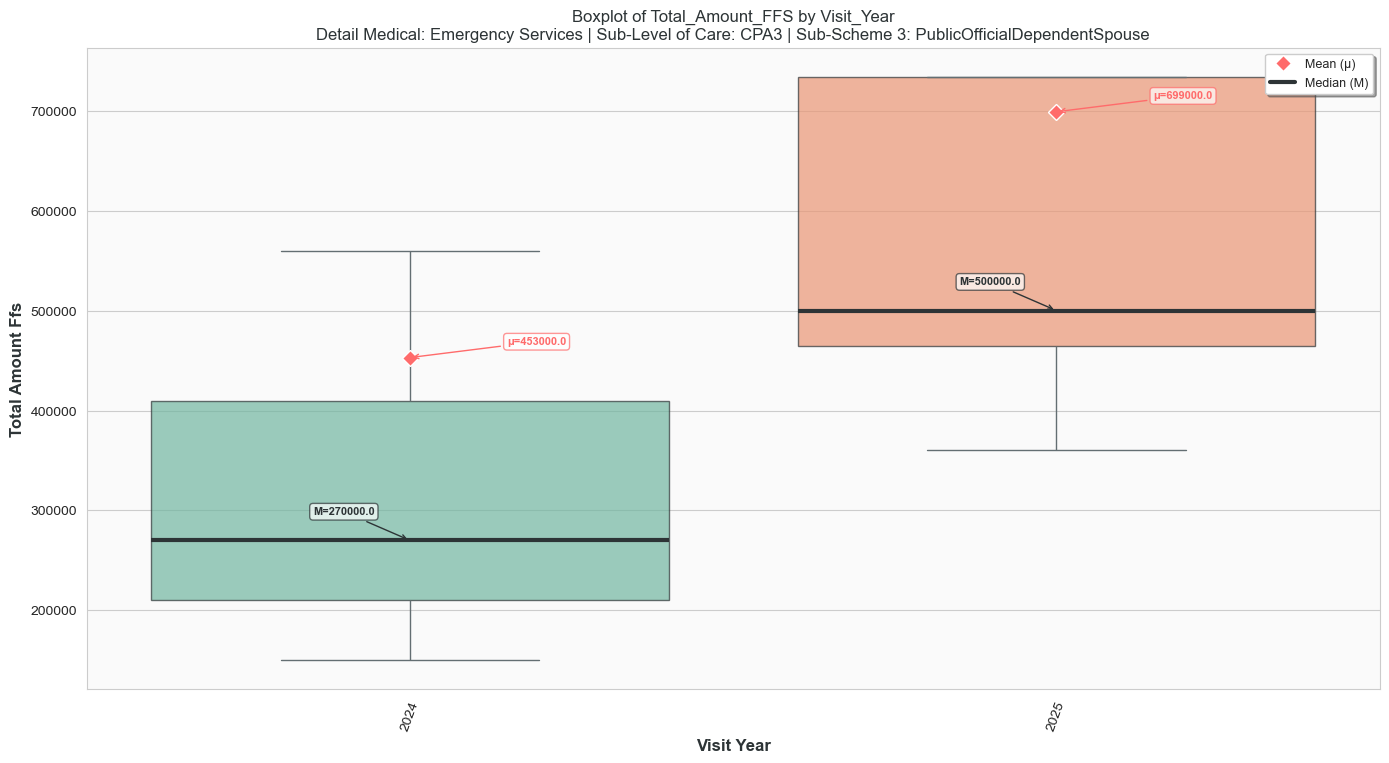 Boxplot of Total_Amount_FFS by Visit_Year
Detail Medical: Emergency Services | Sub-Level of Care: CPA3 | Sub-Scheme 3: PublicOfficialDependentSpouse
Mean (μ)
Median (M)
μ=699000.0
700000
600000
M=500000.0
500000
μ=453000.0
400000
M=270000.0
300000
200000
Total Amount Ffs
2024
2025
Visit Year